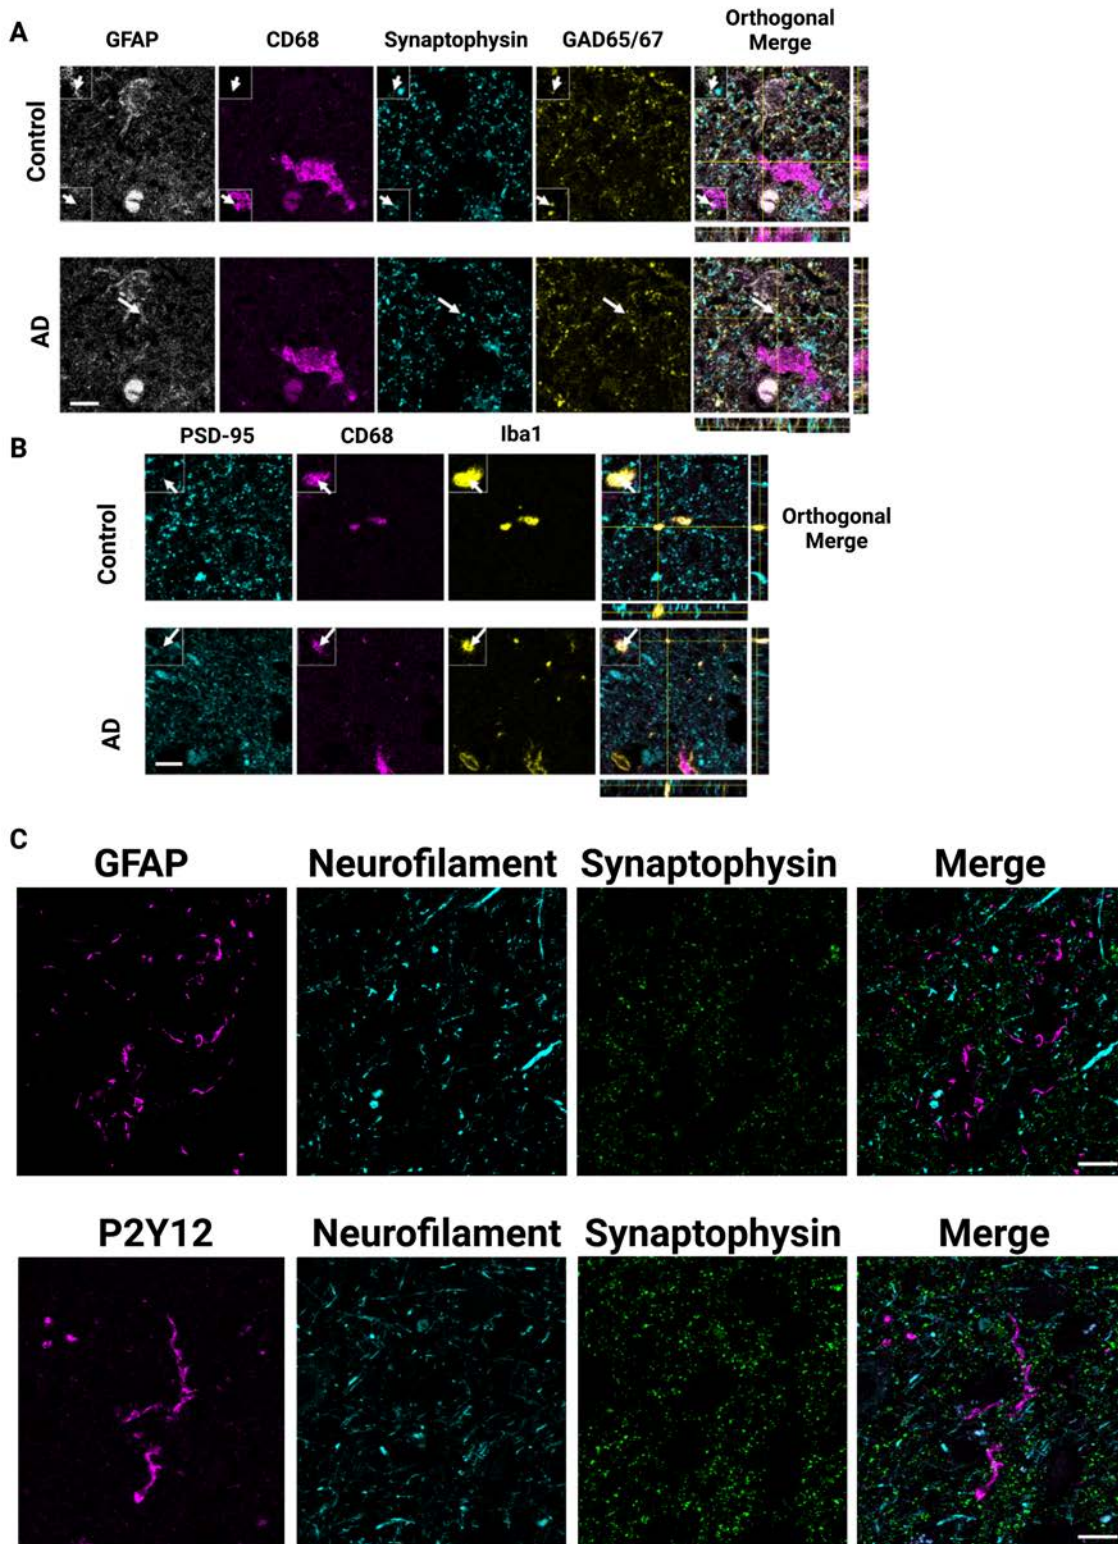 A
GFAP CD68 Synaptophysin GAD65/67 Orthogonal
Merge
Control
AD
B
PSD-95 CD68 Iba1
Control
Orthogonal
Merge
AD
C
GFAP Neurofilament Synaptophysin Merge
P2Y12 Neurofilament Synaptophysin Merge